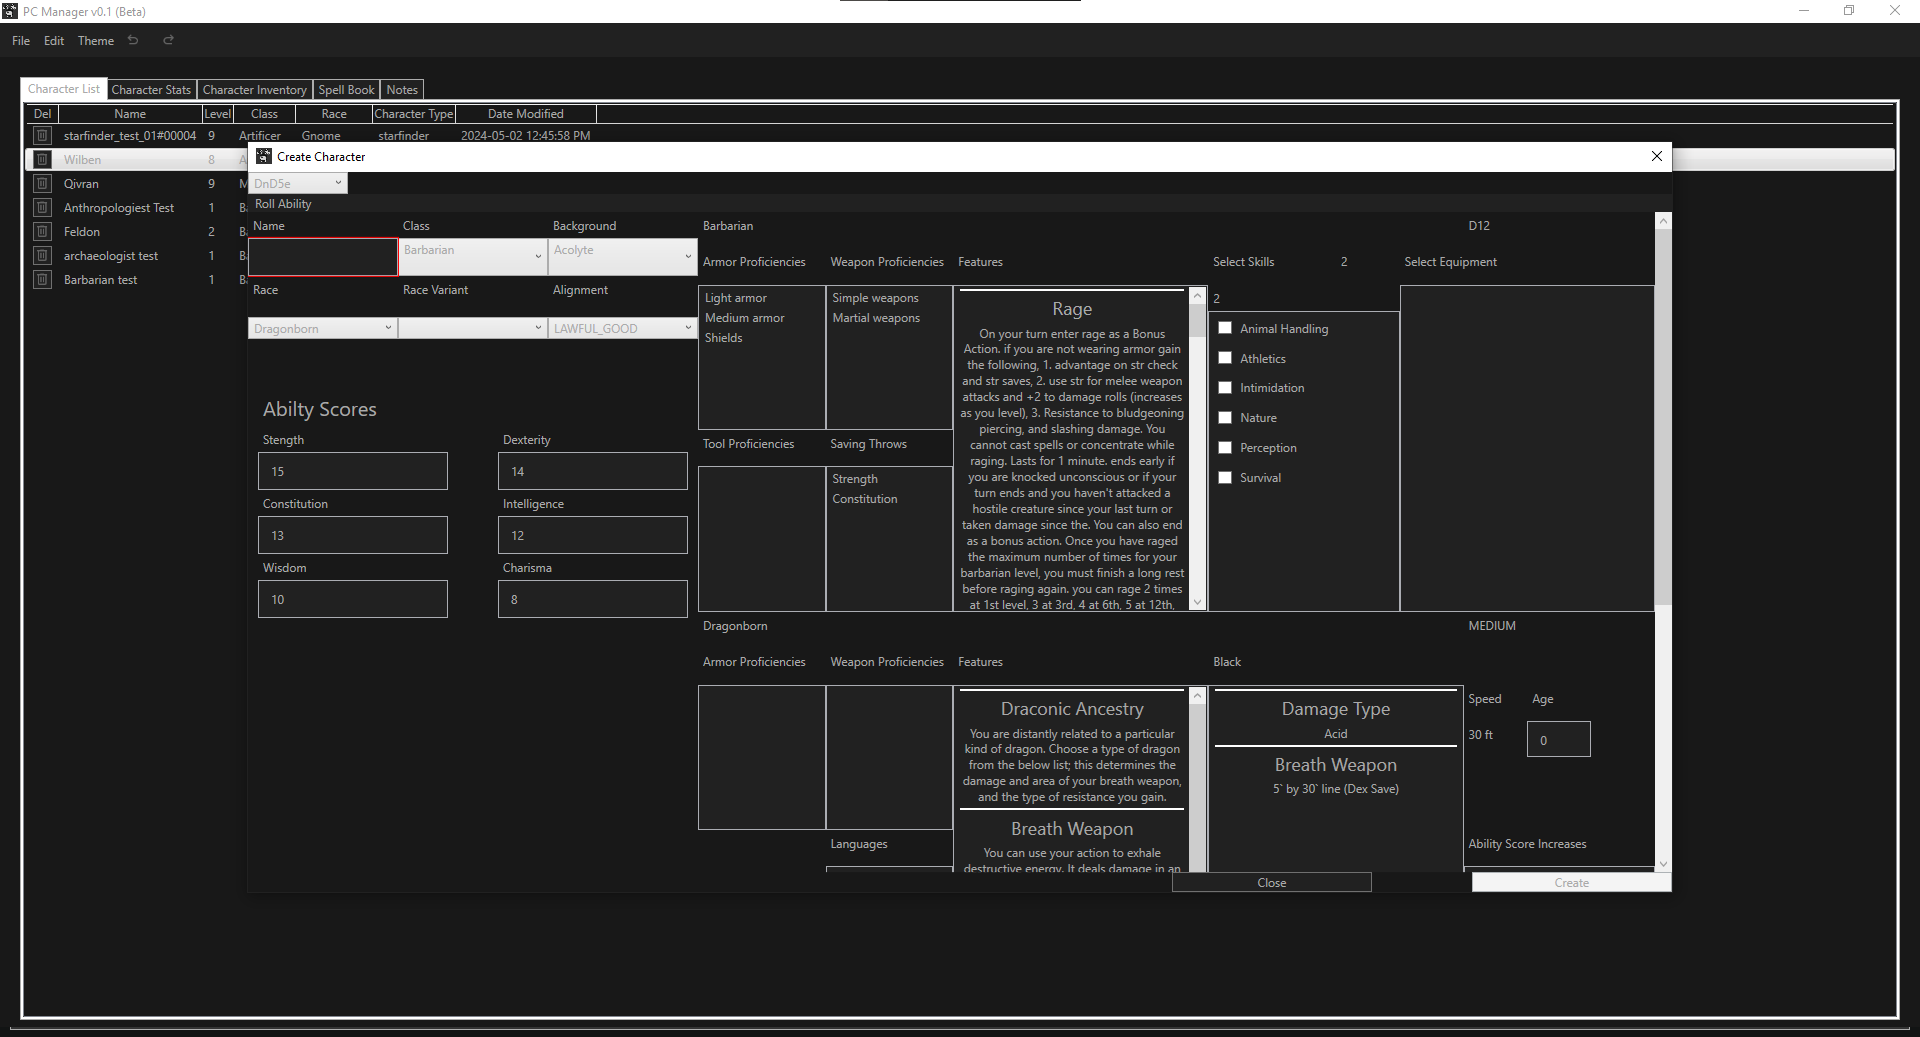 PC Manager v0.1 (Beta)
File Edit Theme
Character List Character Stats Character Inventory Spell Book Notes
Del Name Level Class Race Character Type Date Modified
starfinder_test_01#00004 9 Artificer Gnome starfinder 2024-05-02 12:45:58 PM
Wilben 8 A
Qivran 9 M
Anthropologiest Test 1 B
Feldon 2 B
archaeologist test 1 B
Barbarian test 1 B
Create Character
DnD5e
Roll Ability
Name Class Background
Barbarian Acolyte
Race Race Variant Alignment
Dragonborn LAWFUL_GOOD
Abilty Scores
Stength Dexterity
15 14
Constitution Intelligence
13 12
Wisdom Charisma
10 8
Barbarian D12
Armor Proficiencies Weapon Proficiencies Features Select Skills 2 Select Equipment
Light armor
Medium armor
Shields
Simple weapons
Martial weapons
Tool Proficiencies Saving Throws
Strength
Constitution
Rage
On your turn enter rage as a Bonus
Action. if you are not wearing armor gain
the following, 1. advantage on str check
and str saves, 2. use str for melee weapon
attacks and +2 to damage rolls (increases
as you level), 3. Resistance to bludgeoning
piercing, and slashing damage. You
cannot cast spells or concentrate while
raging. Lasts for 1 minute. ends early if
you are knocked unconscious or if your
turn ends and you haven't attacked a
hostile creature since your last turn or
taken damage since the. You can also end
as a bonus action. Once you have raged
the maximum number of times for your
barbarian level, you must finish a long rest
before raging again. you can rage 2 times
at 1st level, 3 at 3rd, 4 at 6th, 5 at 12th,
2
Animal Handling
Athletics
Intimidation
Nature
Perception
Survival
Dragonborn MEDIUM
Armor Proficiencies Weapon Proficiencies Features Black
Languages
Draconic Ancestry
You are distantly related to a particular
kind of dragon. Choose a type of dragon
from the below list; this determines the
damage and area of your breath weapon,
and the type of resistance you gain.
Breath Weapon
You can use your action to exhale
destructive energy. It deals damage in an
Damage Type
Acid
Breath Weapon
5` by 30` line (Dex Save)
Speed Age
30 ft 0
Ability Score Increases
Close Create